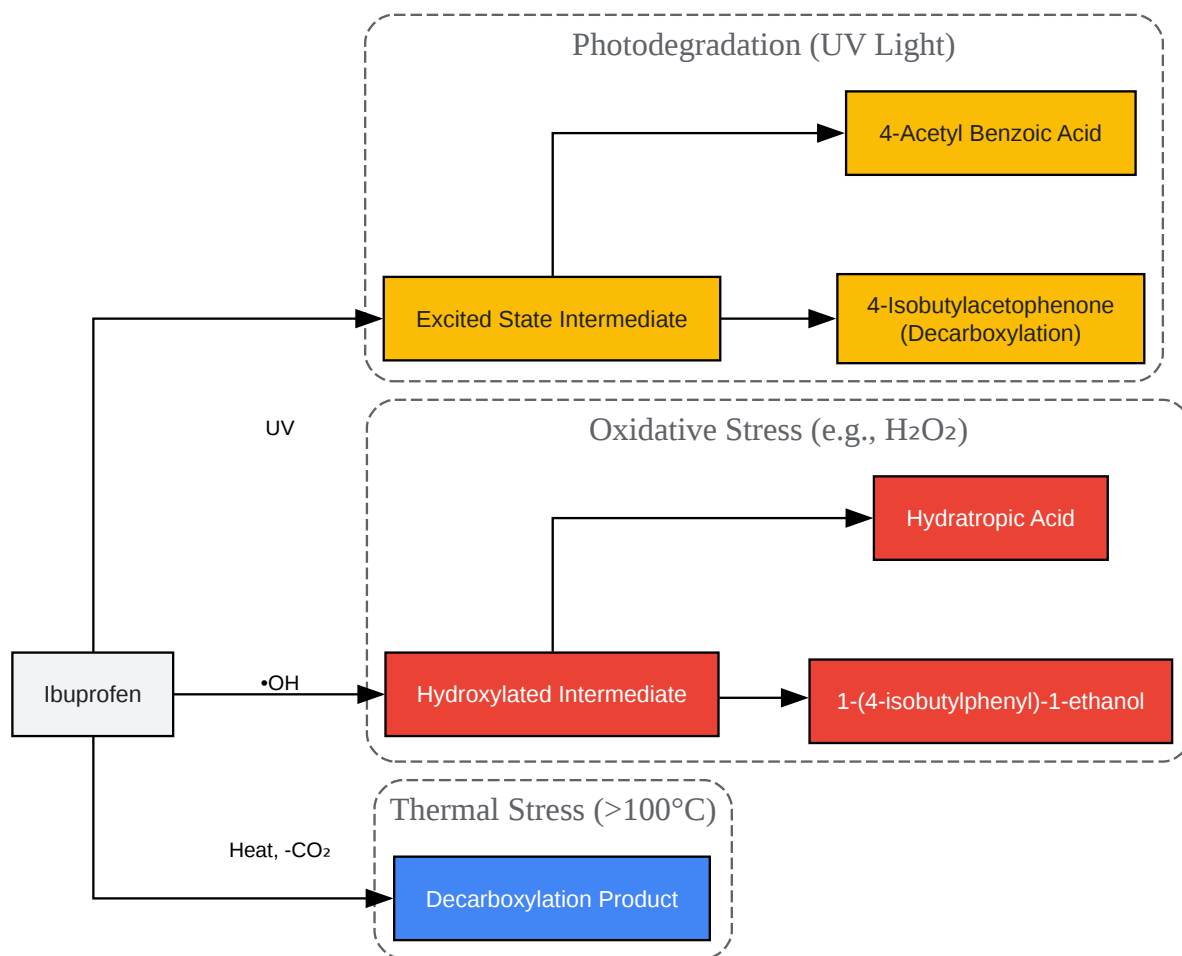 Photodegradation (UV Light)
4-Acetyl Benzoic Acid
Excited State Intermediate
4-Isobutylacetophenone
(Decarboxylation)
UV
Oxidative Stress (e.g., H₂O₂)
Hydratropic Acid
Ibuprofen
•OH
Hydroxylated Intermediate
1-(4-isobutylphenyl)-1-ethanol
Thermal Stress (>100°C)
Heat, -CO₂
Decarboxylation Product